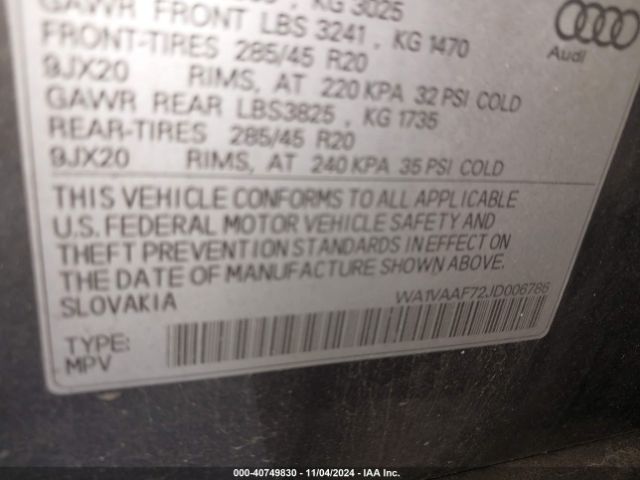 KG 3025
GAWR FRONT LBS 3241 , KG 1470
FRONT-TIRES 285/45 R20
9JX20 RIMS, AT 220 KPA 32 PSI COLD
GAWR REAR LBS3825 , KG 1735
REAR-TIRES 285/45 R20
9JX20 RIMS, AT 240 KPA 35 PSI COLD
Audi
THIS VEHICLE CONFORMS TO ALL APPLICABLE
U.S. FEDERAL MOTOR VEHICLE SAFETY AND
THEFT PREVENTION STANDARDS IN EFFECT ON
THE DATE OF MANUFACTURE SHOWN ABOVE.
SLOVAKIA
WA1VAAF72JD006786
TYPE:
MPV
000-40749830 - 11/04/2024 - IAA Inc.